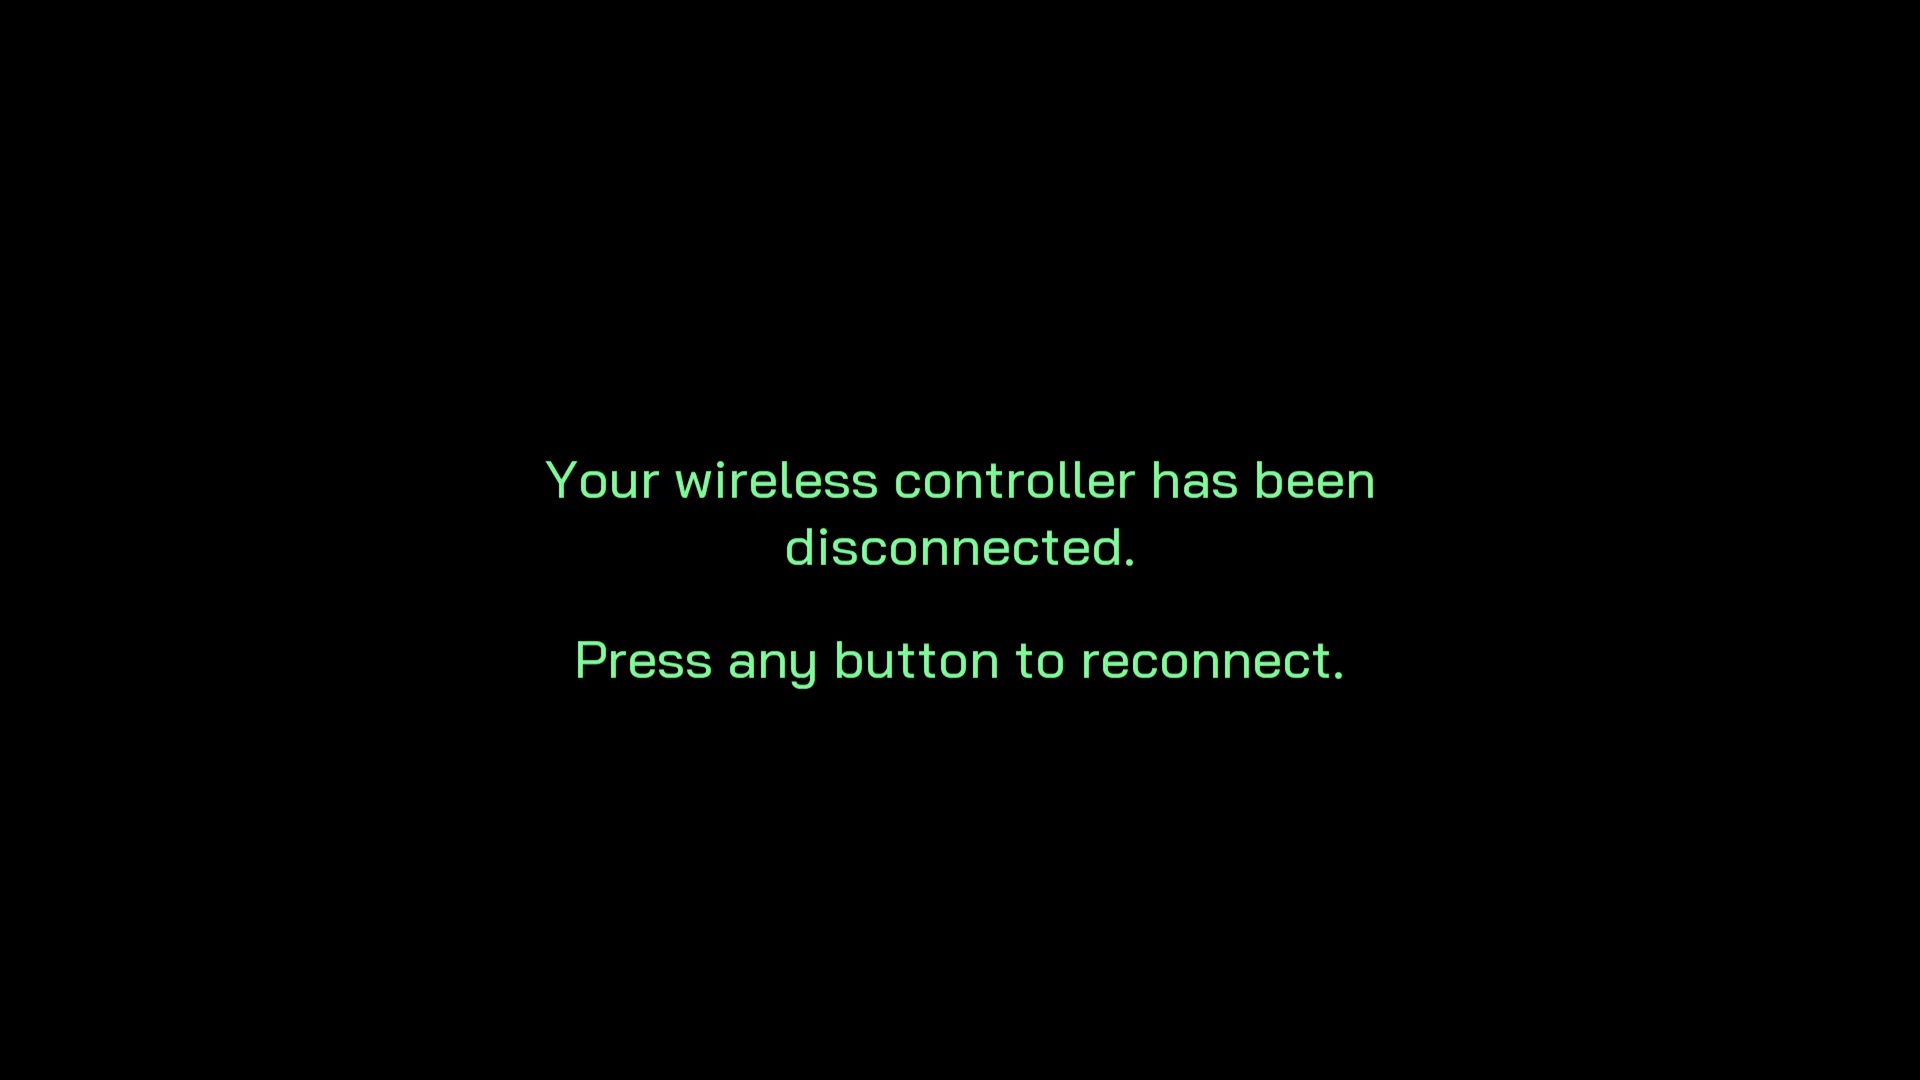 Your wireless controller has been
disconnected.
Press any button to reconnect.